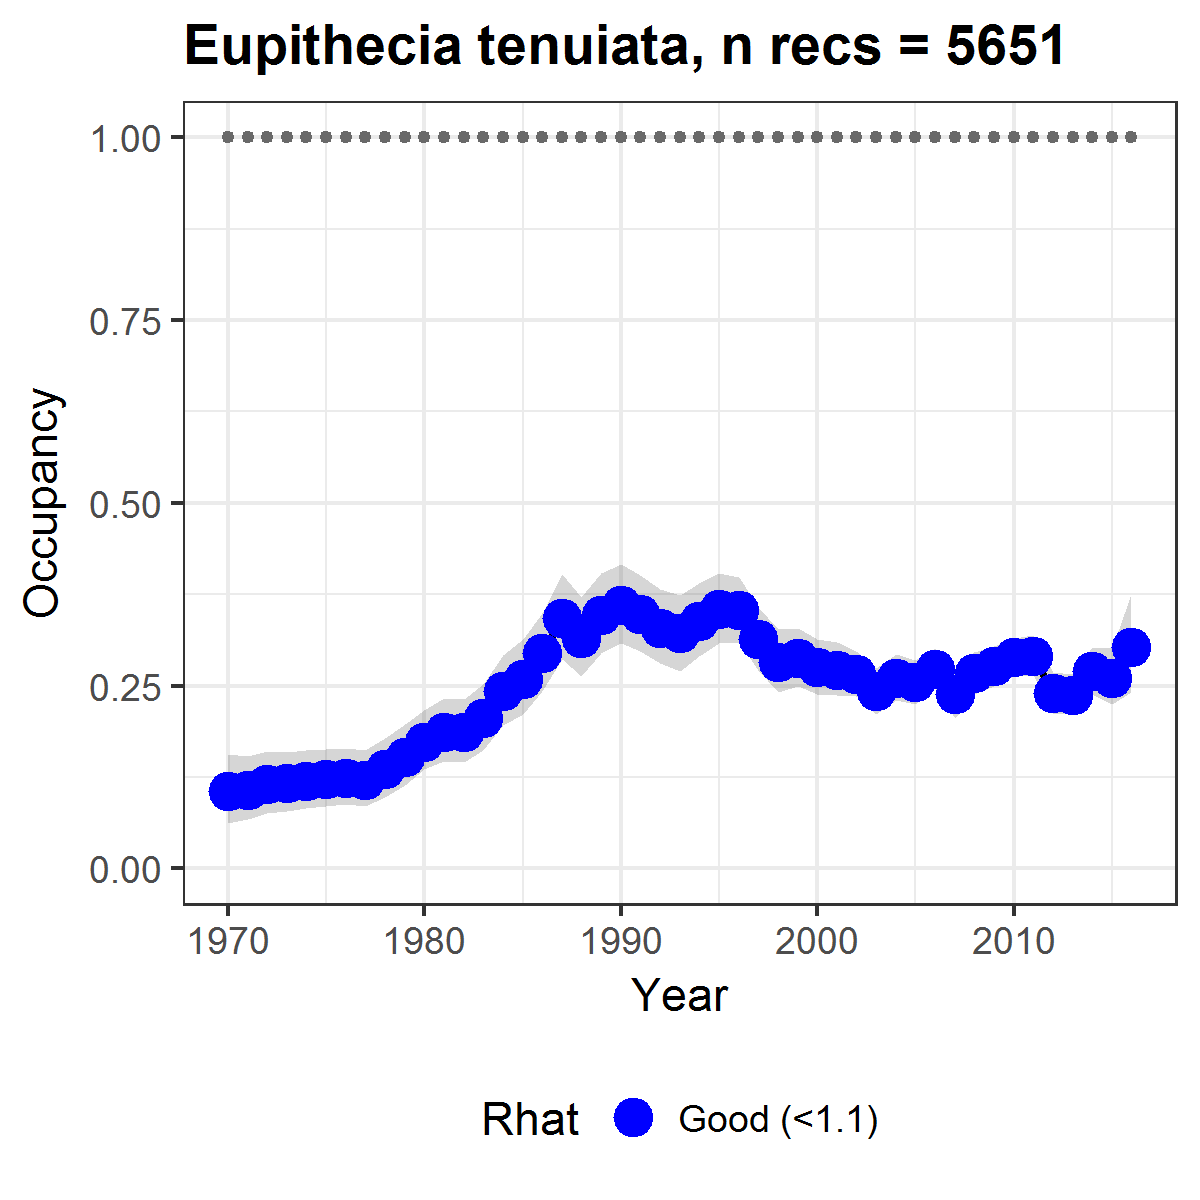 Eupithecia tenuiata, n recs = 5651
1.00
0.75
0.50
0.25
0.00
Occupancy
1970 1980 1990 2000 2010
Year
Rhat Good (<1.1)